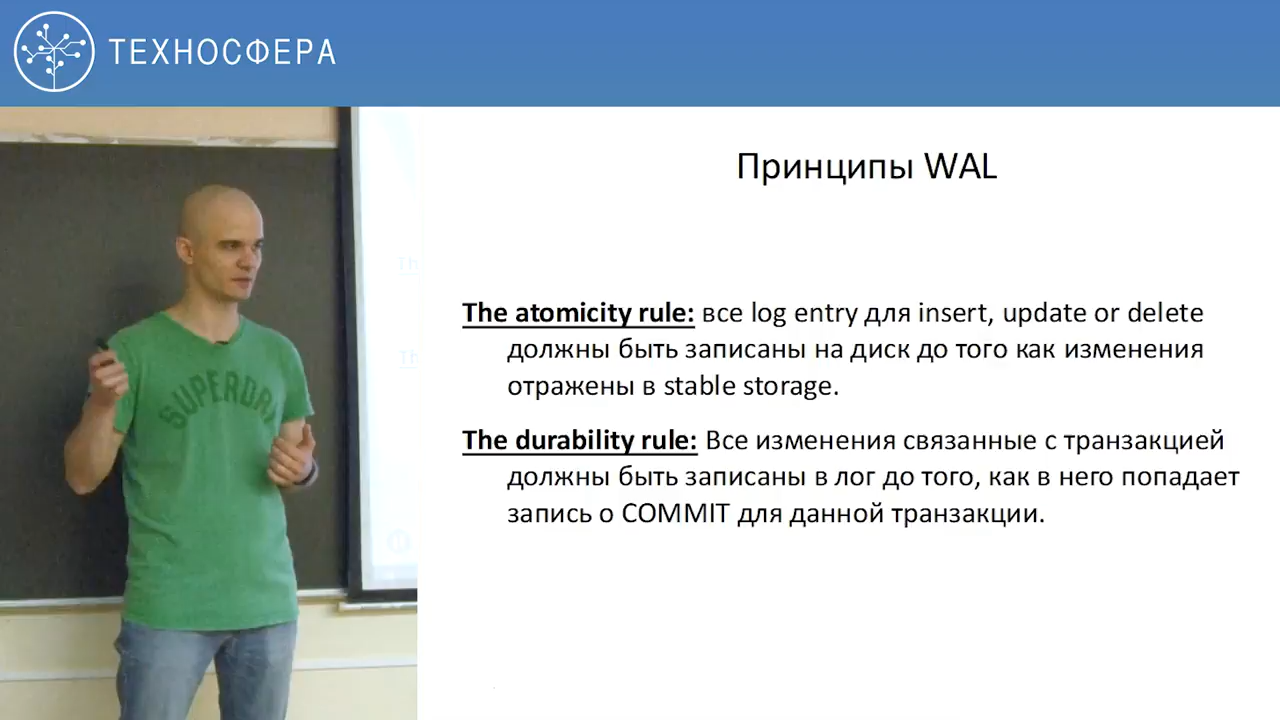 ТЕХНОСФЕРА
Принципы WAL
The atomicity rule: все log entry для insert, update or delete
должны быть записаны на диск до того как изменения
отражены в stable storage.
The durability rule: Все изменения связанные с транзакцией
должны быть записаны в лог до того, как в него попадает
запись о COMMIT для данной транзакции.
Th
Th